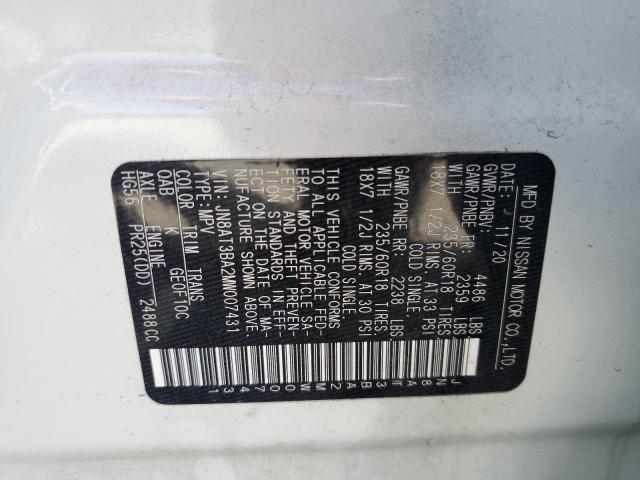 MFD BY NISSAN MOTOR CO.,LTD.
DATE: 11/20
GVWR/PNBV: 4486 LBS
GAWR/PNBE FR: 2359 LBS
WITH 235/60R18 TIRES
18X7 1/2J RIMS. AT 33 PSI
COLD SINGLE.
GAWR/PNBE RR: 2238 LBS
WITH 235/60R18 TIRES
18X7 1/2J RIMS. AT 30 PSI
COLD SINGLE.
THIS VEHICLE CONFORMS
TO ALL APPLICABLE FED-
ERAL MOTOR VEHICLE SA-
FETY AND THEFT PREVEN-
TION STANDARDS IN EFF-
ECT ON THE DATE OF MA-
NUFACTURE SHOWN ABOVE.
VIN: JN8AT3BA2MW007431
TYPE: MPV
COLOR TRIM TRANS.
QAB K GE0F10C
AXLE ENGINE
HG56 PR25(DD) 2488CC
JN8AT3BA2MW007431